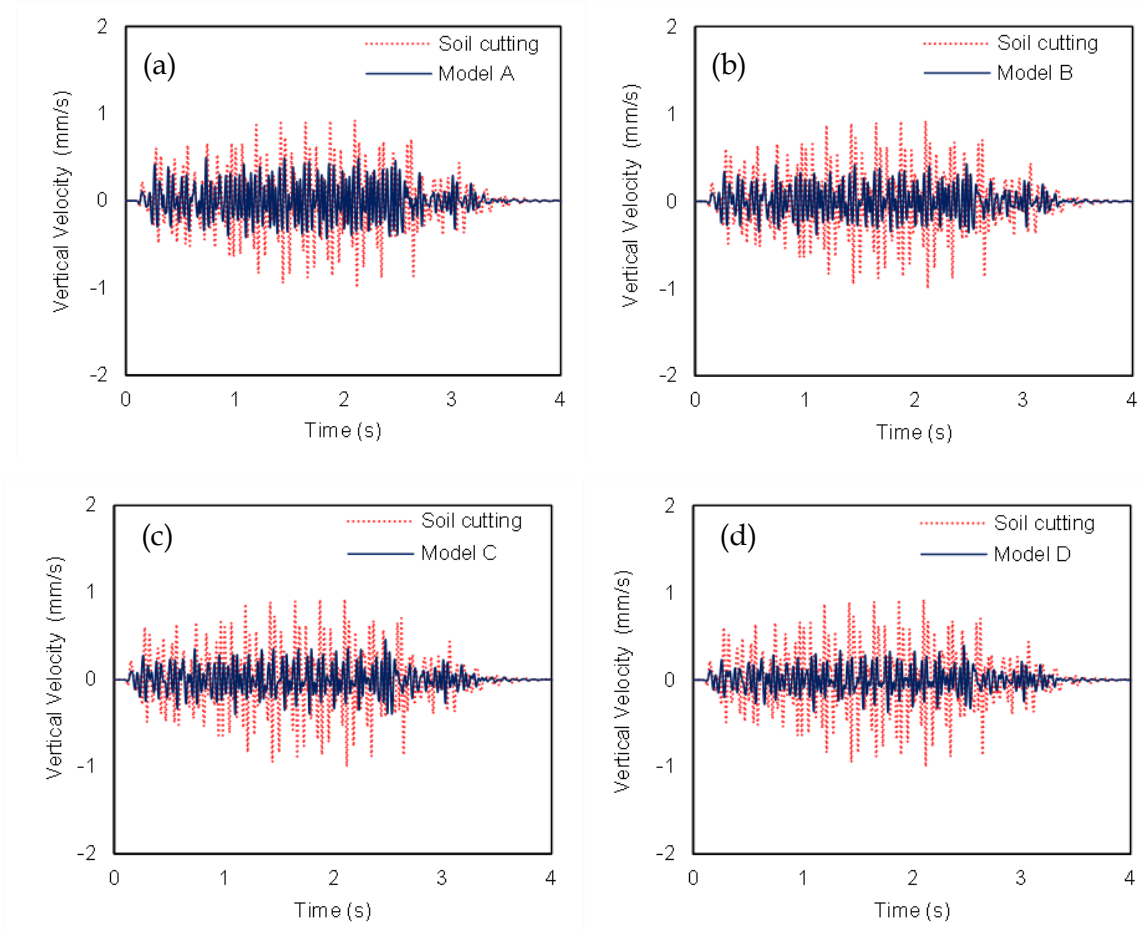 2
Soil cutting
(a)
Model A
1
0
-1
-2
0 1 2 3 4
Vertical Velocity (mm/s)
Time (s)
2
Soil cutting
(b)
Model B
1
0
-1
-2
0 1 2 3 4
Vertical Velocity (mm/s)
Time (s)
2
Soil cutting
(c)
Model C
1
0
-1
-2
0 1 2 3 4
Vertical Velocity (mm/s)
Time (s)
2
Soil cutting
(d)
Model D
1
0
-1
-2
0 1 2 3 4
Vertical Velocity (mm/s)
Time (s)